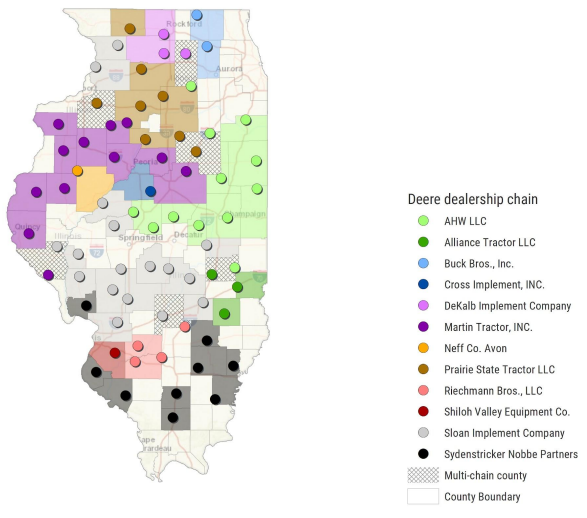 Rockford
Aurora
Peoria
Quincy
Champaign
Springfield
Decatur
Deere dealership chain
AHW LLC
Alliance Tractor LLC
Buck Bros., Inc.
Cross Implement, INC.
DeKalb Implement Company
Martin Tractor, INC.
Neff Co. Avon
Prairie State Tractor LLC
Riechmann Bros., LLC
Shiloh Valley Equipment Co.
Sloan Implement Company
Sydenstricker Nobbe Partners
Multi-chain county
County Boundary
ape
irardeau